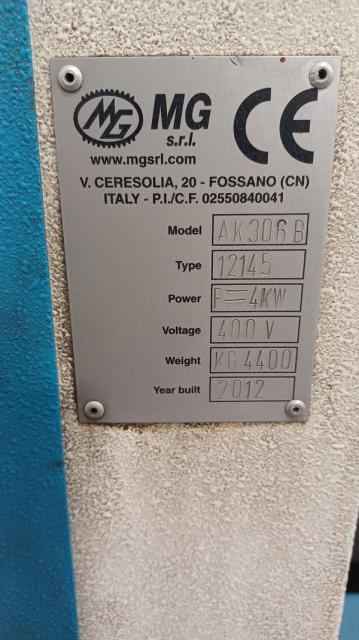 MG MG
s.r.l.
CE
www.mgsrl.com
V. CERESOLIA, 20 - FOSSANO (CN)
ITALY - P.I./C.F. 02550840041
Model AK306B
Type 12145
Power P=4KW
Voltage 400 V
Weight KG 4400
Year built 2012